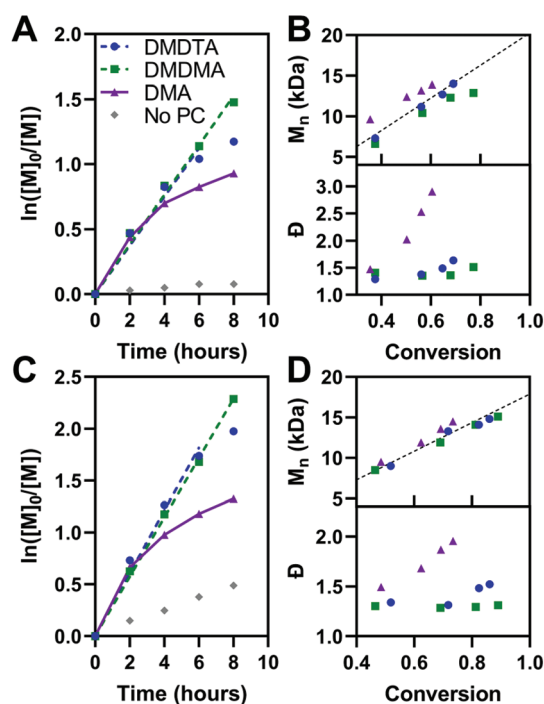 A
2.0
1.5
1.0
0.5
0.0
ln([M]₀/[M])
DMDTA
DMDMA
DMA
No PC
0 2 4 6 8 10
Time (hours)
B
20
15
10
5
Mₙ (kDa)
3.0
2.5
2.0
1.5
1.0
Đ
0.4 0.6 0.8 1.0
Conversion
C
2.5
2.0
1.5
1.0
0.5
0.0
ln([M]₀/[M])
0 2 4 6 8 10
Time (hours)
D
20
15
10
5
Mₙ (kDa)
2.0
1.5
1.0
Đ
0.4 0.6 0.8 1.0
Conversion